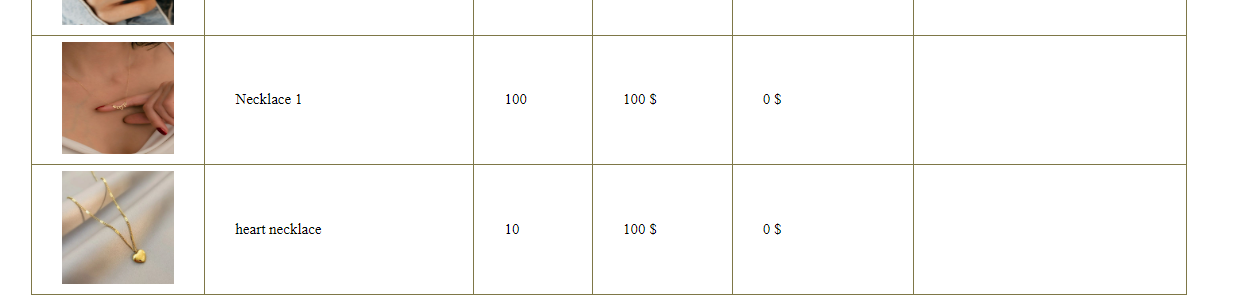 Necklace 1 100 100 $ 0 $
heart necklace 10 100 $ 0 $